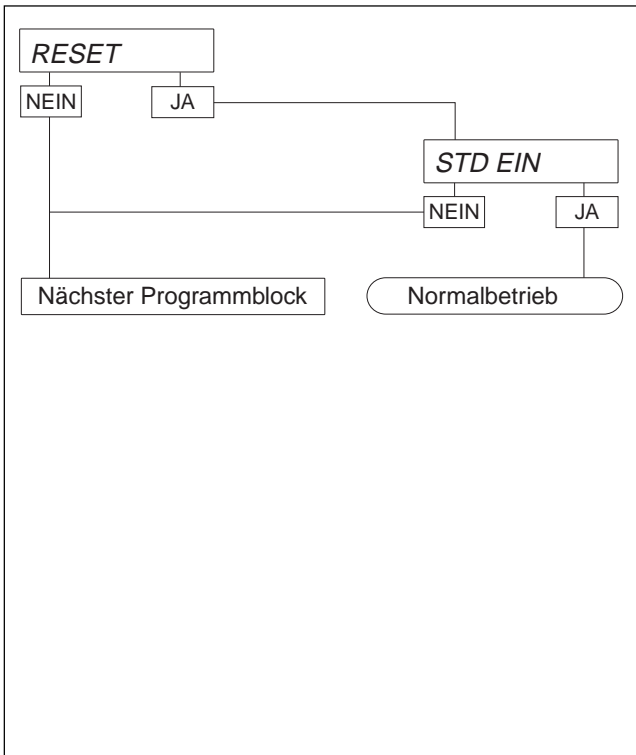 RESET
NEIN JA
STD EIN
NEIN JA
Nächster Programmblock Normalbetrieb